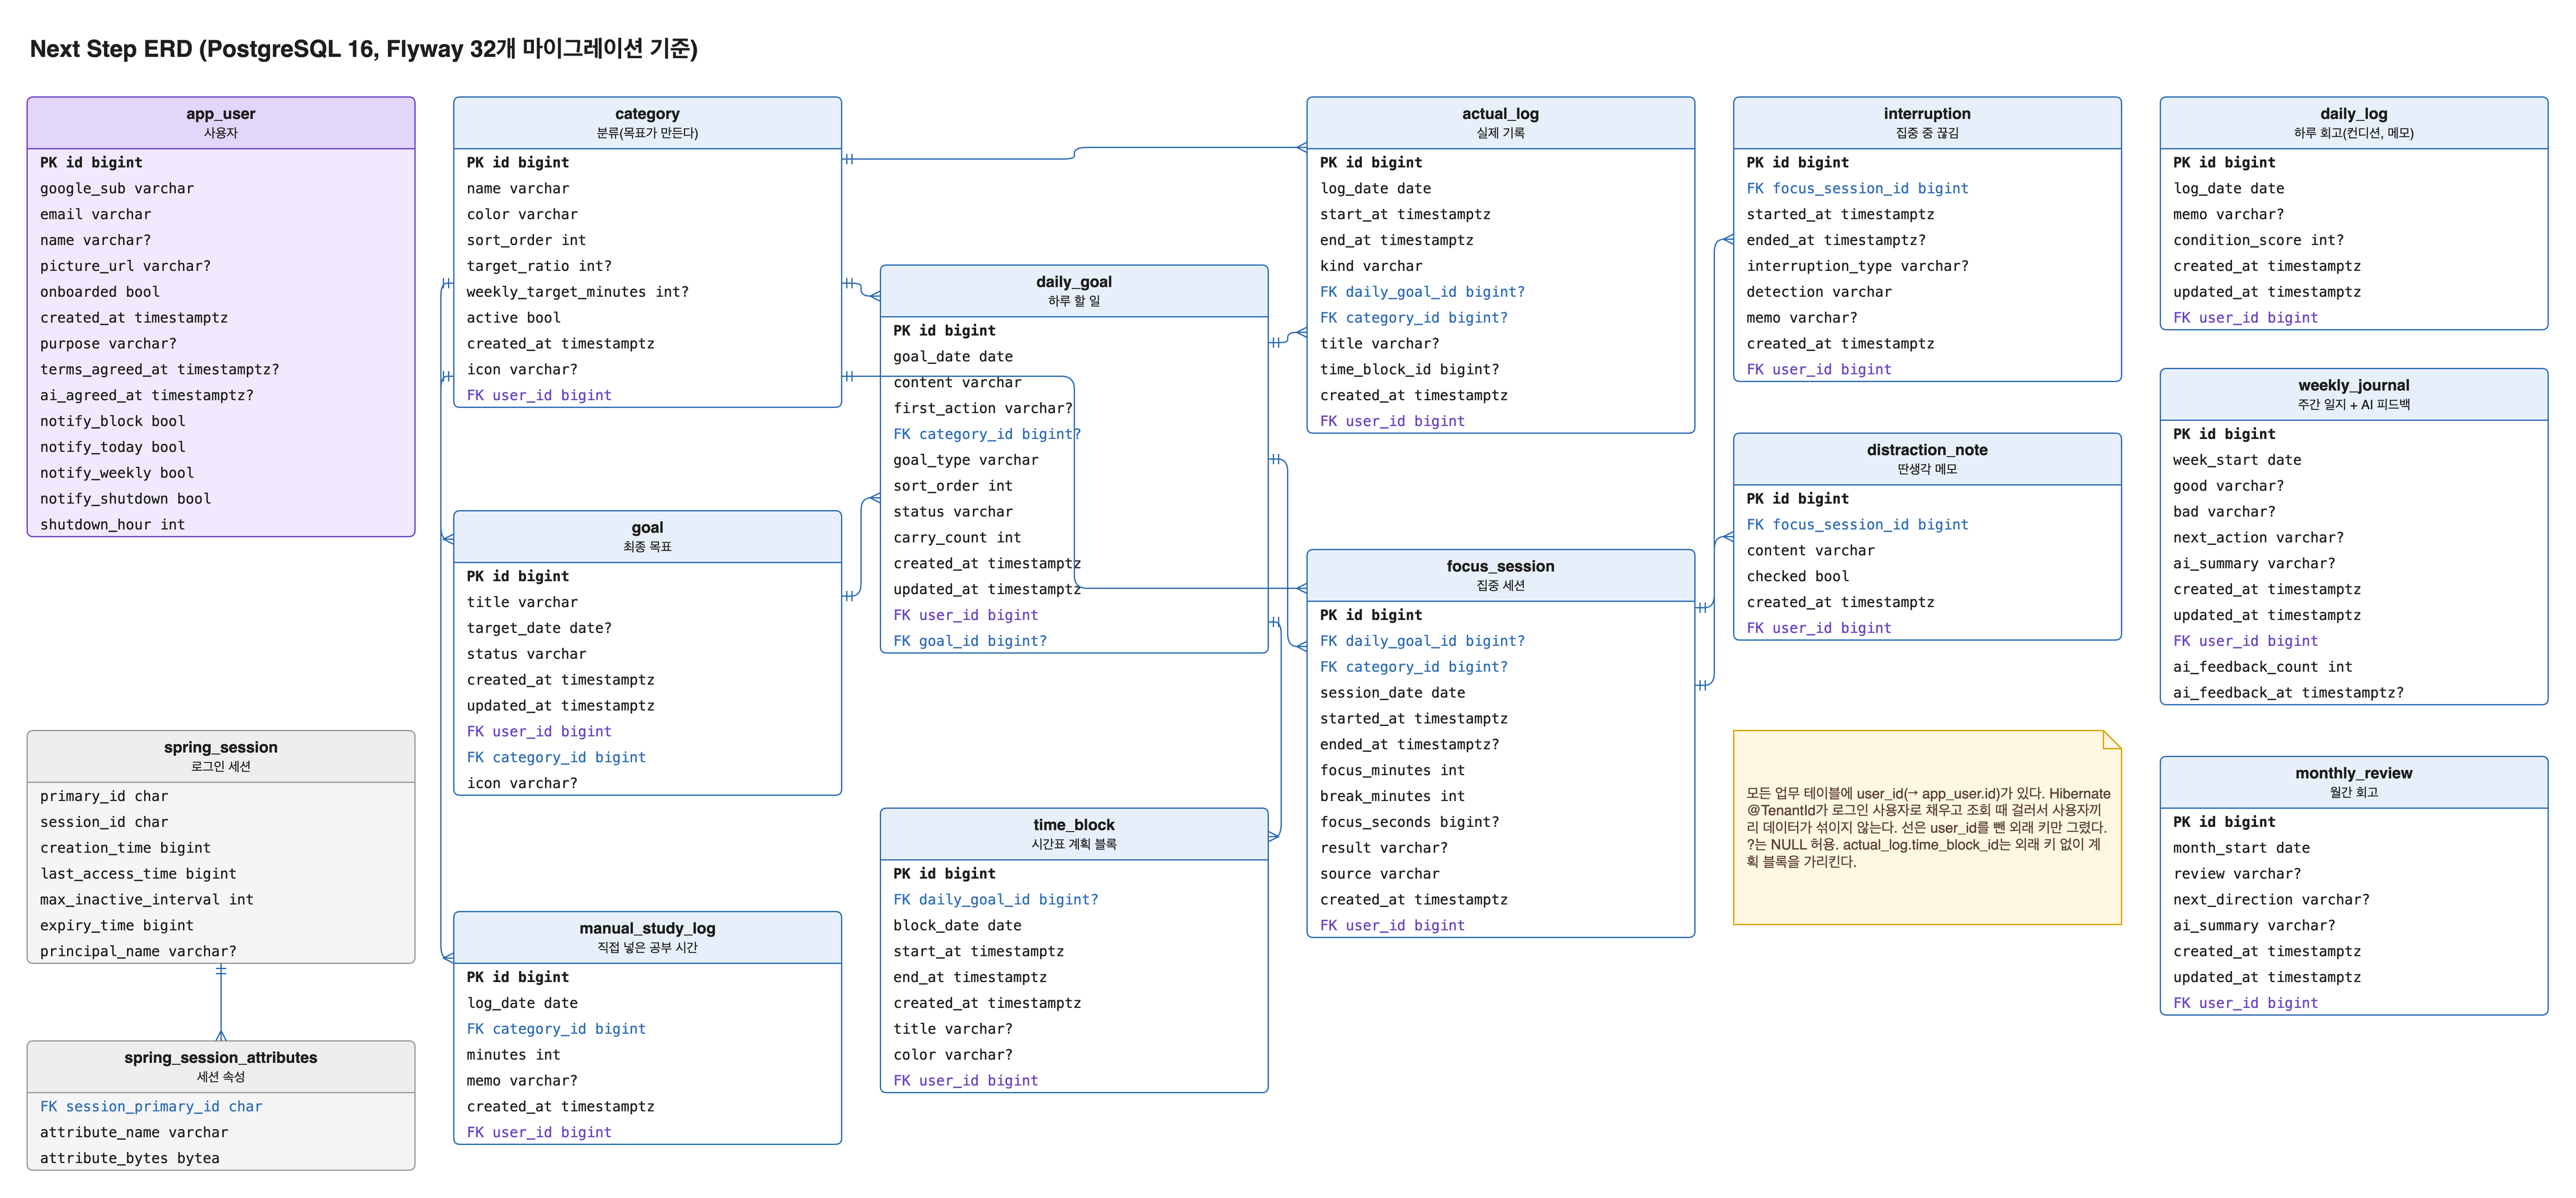 Next Step ERD (PostgreSQL 16, Flyway 32개 마이그레이션 기준)
app_user
사용자
PK id bigint
google_sub varchar
email varchar
name varchar?
picture_url varchar?
onboarded bool
created_at timestamptz
purpose varchar?
terms_agreed_at timestamptz?
ai_agreed_at timestamptz?
notify_block bool
notify_today bool
notify_weekly bool
notify_shutdown bool
shutdown_hour int
spring_session
로그인 세션
primary_id char
session_id char
creation_time bigint
last_access_time bigint
max_inactive_interval int
expiry_time bigint
principal_name varchar?
spring_session_attributes
세션 속성
FK session_primary_id char
attribute_name varchar
attribute_bytes bytea
category
분류(목표가 만든다)
PK id bigint
name varchar
color varchar
sort_order int
target_ratio int?
weekly_target_minutes int?
active bool
created_at timestamptz
icon varchar?
FK user_id bigint
goal
최종 목표
PK id bigint
title varchar
target_date date?
status varchar
created_at timestamptz
updated_at timestamptz
FK user_id bigint
FK category_id bigint
icon varchar?
manual_study_log
직접 넣은 공부 시간
PK id bigint
log_date date
FK category_id bigint
minutes int
memo varchar?
created_at timestamptz
FK user_id bigint
daily_goal
하루 할 일
PK id bigint
goal_date date
content varchar
first_action varchar?
FK category_id bigint?
goal_type varchar
sort_order int
status varchar
carry_count int
created_at timestamptz
updated_at timestamptz
FK user_id bigint
FK goal_id bigint?
time_block
시간표 계획 블록
PK id bigint
FK daily_goal_id bigint?
block_date date
start_at timestamptz
end_at timestamptz
created_at timestamptz
title varchar?
color varchar?
FK user_id bigint
actual_log
실제 기록
PK id bigint
log_date date
start_at timestamptz
end_at timestamptz
kind varchar
FK daily_goal_id bigint?
FK category_id bigint?
title varchar?
time_block_id bigint?
created_at timestamptz
FK user_id bigint
focus_session
집중 세션
PK id bigint
FK daily_goal_id bigint?
FK category_id bigint?
session_date date
started_at timestamptz
ended_at timestamptz?
focus_minutes int
break_minutes int
focus_seconds bigint?
result varchar?
source varchar
created_at timestamptz
FK user_id bigint
interruption
집중 중 끊김
PK id bigint
FK focus_session_id bigint
started_at timestamptz
ended_at timestamptz?
interruption_type varchar?
detection varchar
memo varchar?
created_at timestamptz
FK user_id bigint
distraction_note
딴생각 메모
PK id bigint
FK focus_session_id bigint
content varchar
checked bool
created_at timestamptz
FK user_id bigint
모든 업무 테이블에 user_id(→ app_user.id)가 있다. Hibernate
@TenantId가 로그인 사용자로 채우고 조회 때 걸러서 사용자끼
리 데이터가 섞이지 않는다. 선은 user_id를 뺀 외래 키만 그렸다.
?는 NULL 허용. actual_log.time_block_id는 외래 키 없이 계
획 블록을 가리킨다.
daily_log
하루 회고(컨디션, 메모)
PK id bigint
log_date date
memo varchar?
condition_score int?
created_at timestamptz
updated_at timestamptz
FK user_id bigint
weekly_journal
주간 일지 + AI 피드백
PK id bigint
week_start date
good varchar?
bad varchar?
next_action varchar?
ai_summary varchar?
created_at timestamptz
updated_at timestamptz
FK user_id bigint
ai_feedback_count int
ai_feedback_at timestamptz?
monthly_review
월간 회고
PK id bigint
month_start date
review varchar?
next_direction varchar?
ai_summary varchar?
created_at timestamptz
updated_at timestamptz
FK user_id bigint